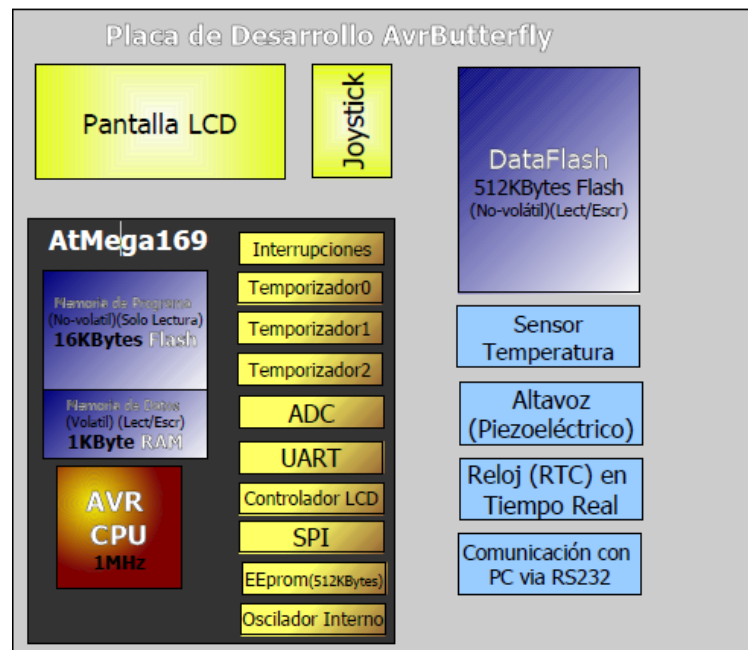 Placa de Desarrollo AvrButterfly
Pantalla LCD
Joystick
DataFlash
512KBytes Flash
(No-volátil)(Lect/Escr)
AtMega169
Memoria de Programa
(No-volatil)(Solo Lectura)
16KBytes Flash
Memoria de Datos
(Volatil) (Lect/Escr)
1KByte RAM
AVR
CPU
1MHz
Interrupciones
Temporizador0
Temporizador1
Temporizador2
ADC
UART
Controlador LCD
SPI
EEprom(512KBytes)
Oscilador Interno
Sensor
Temperatura
Altavoz
(Piezoeléctrico)
Reloj (RTC) en
Tiempo Real
Comunicación con
PC via RS232